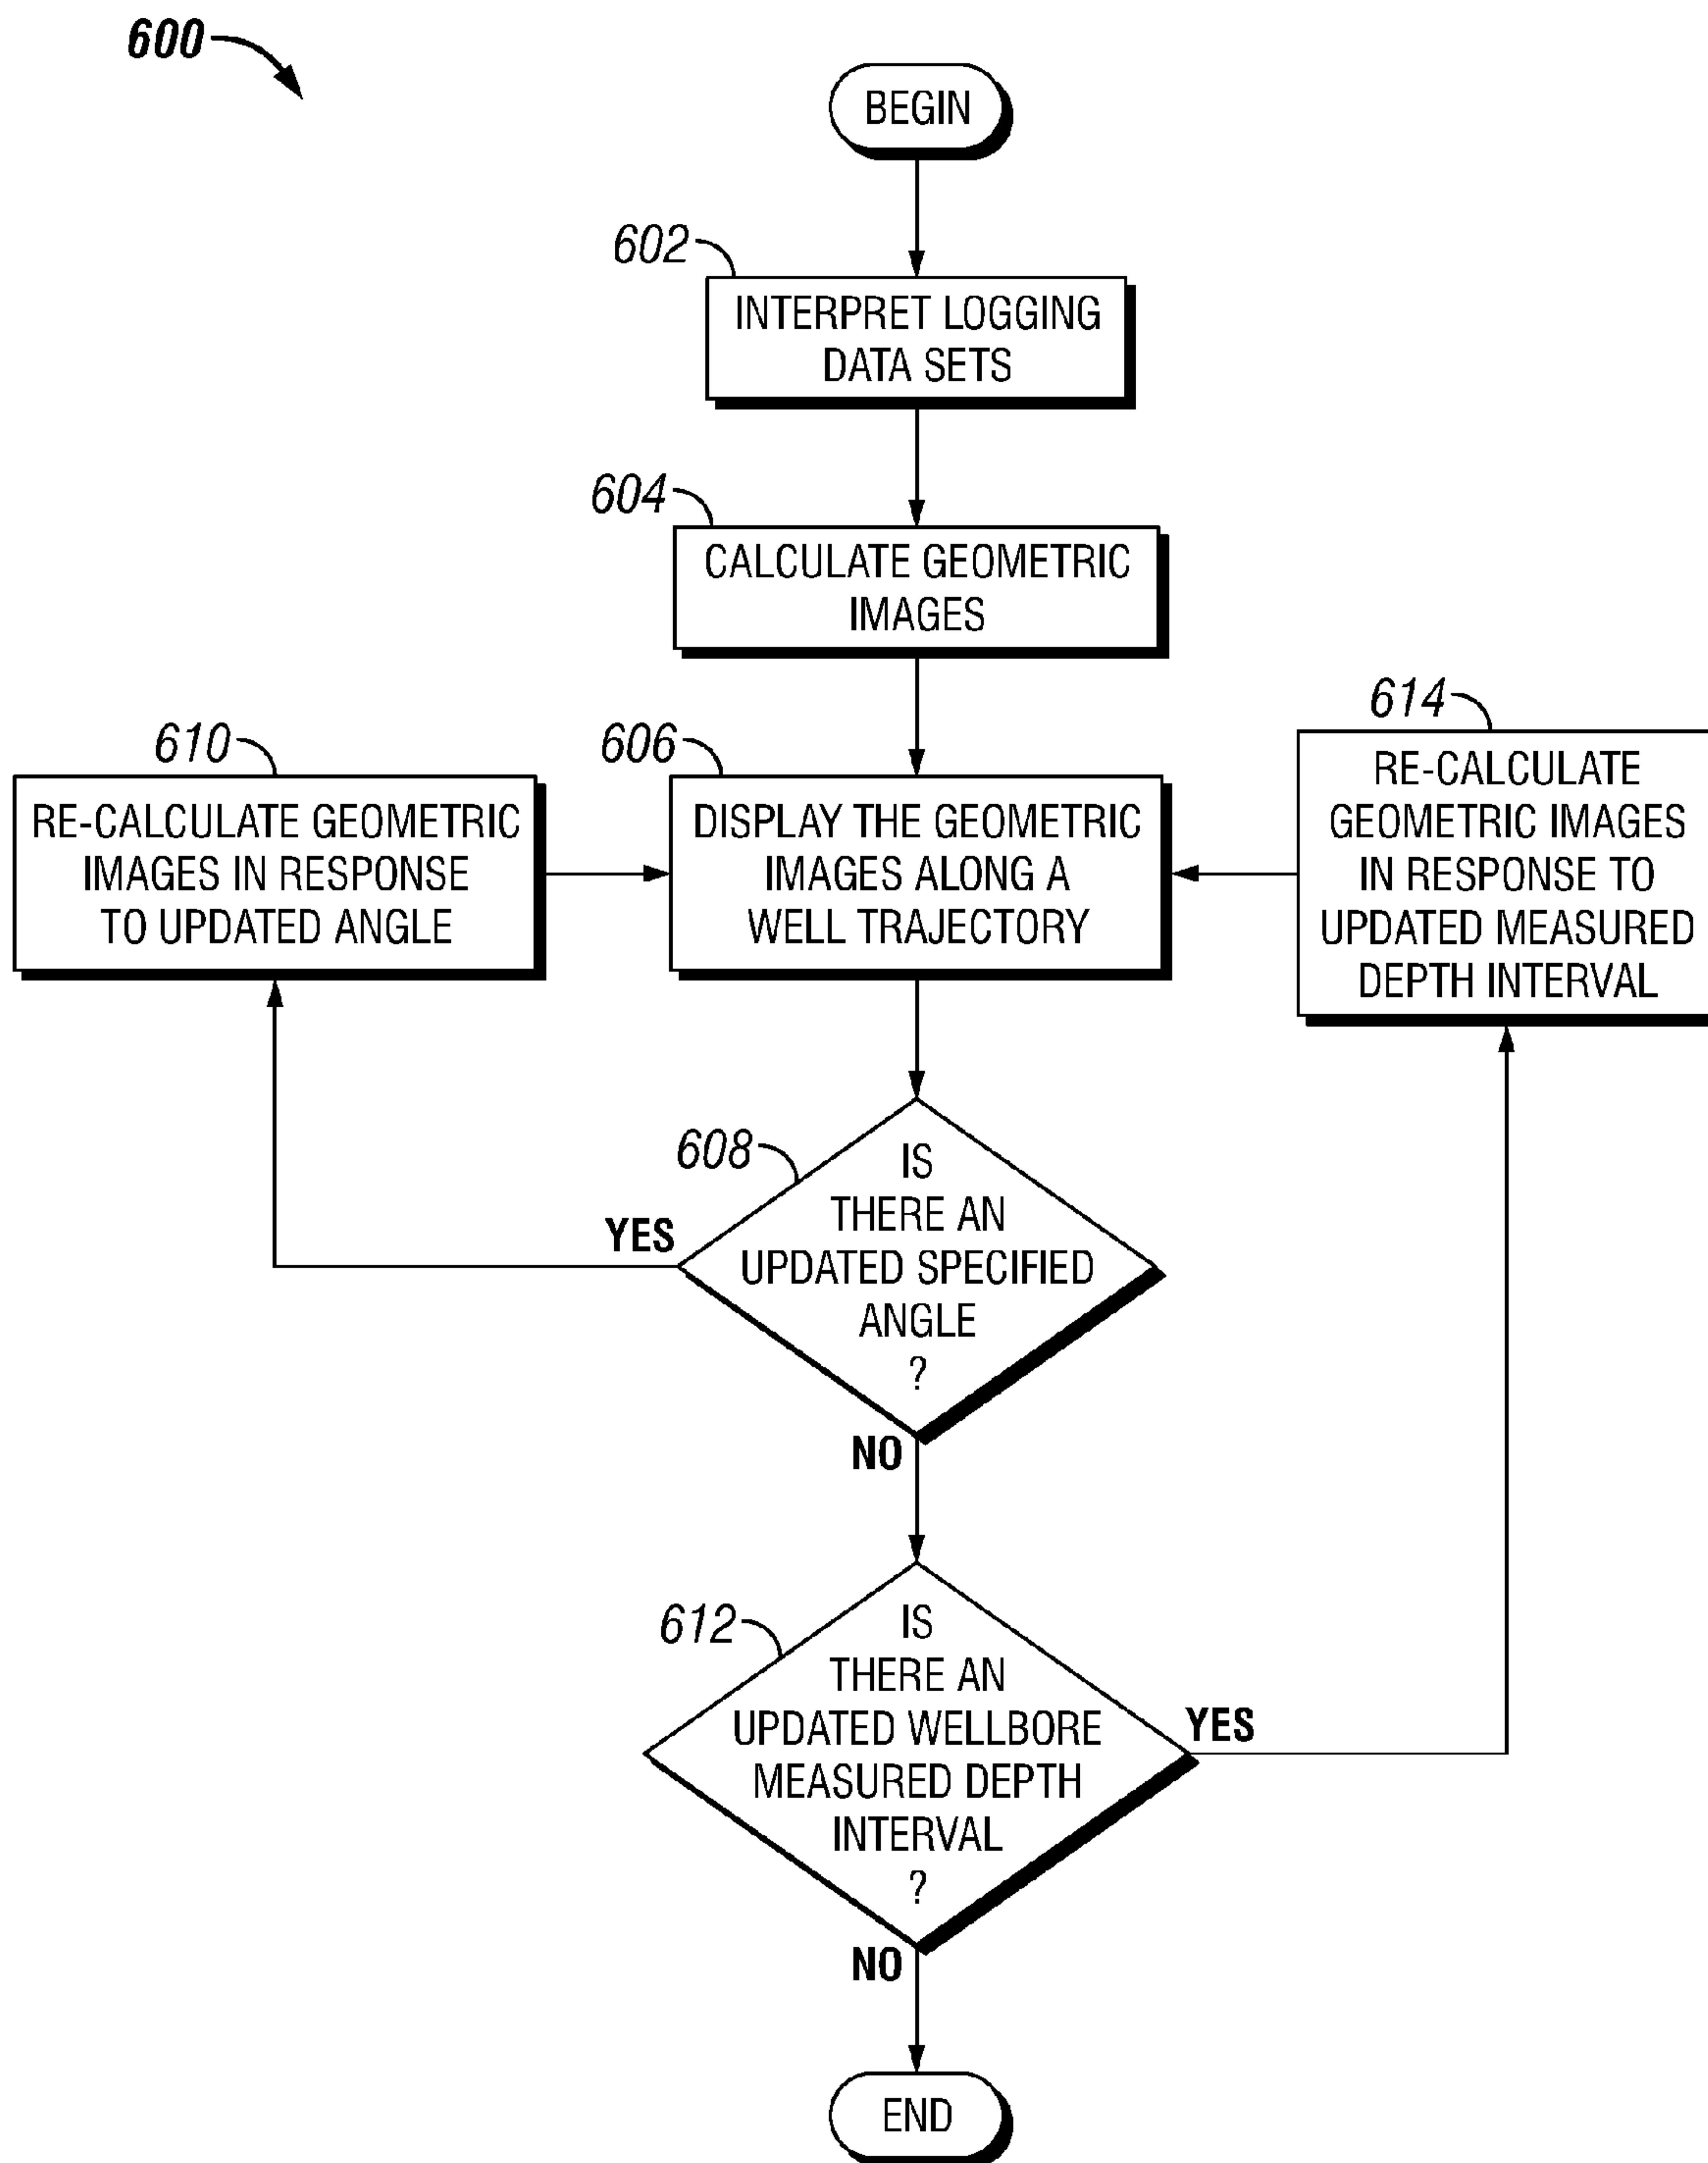 600
BEGIN
602
INTERPRET LOGGING
DATA SETS
604
CALCULATE GEOMETRIC
IMAGES
610
RE-CALCULATE GEOMETRIC
IMAGES IN RESPONSE
TO UPDATED ANGLE
606
DISPLAY THE GEOMETRIC
IMAGES ALONG A
WELL TRAJECTORY
614
RE-CALCULATE
GEOMETRIC IMAGES
IN RESPONSE TO
UPDATED MEASURED
DEPTH INTERVAL
608
IS
THERE AN
UPDATED SPECIFIED
ANGLE
?
YES
NO
612
IS
THERE AN
UPDATED WELLBORE
MEASURED DEPTH
INTERVAL
?
YES
NO
END